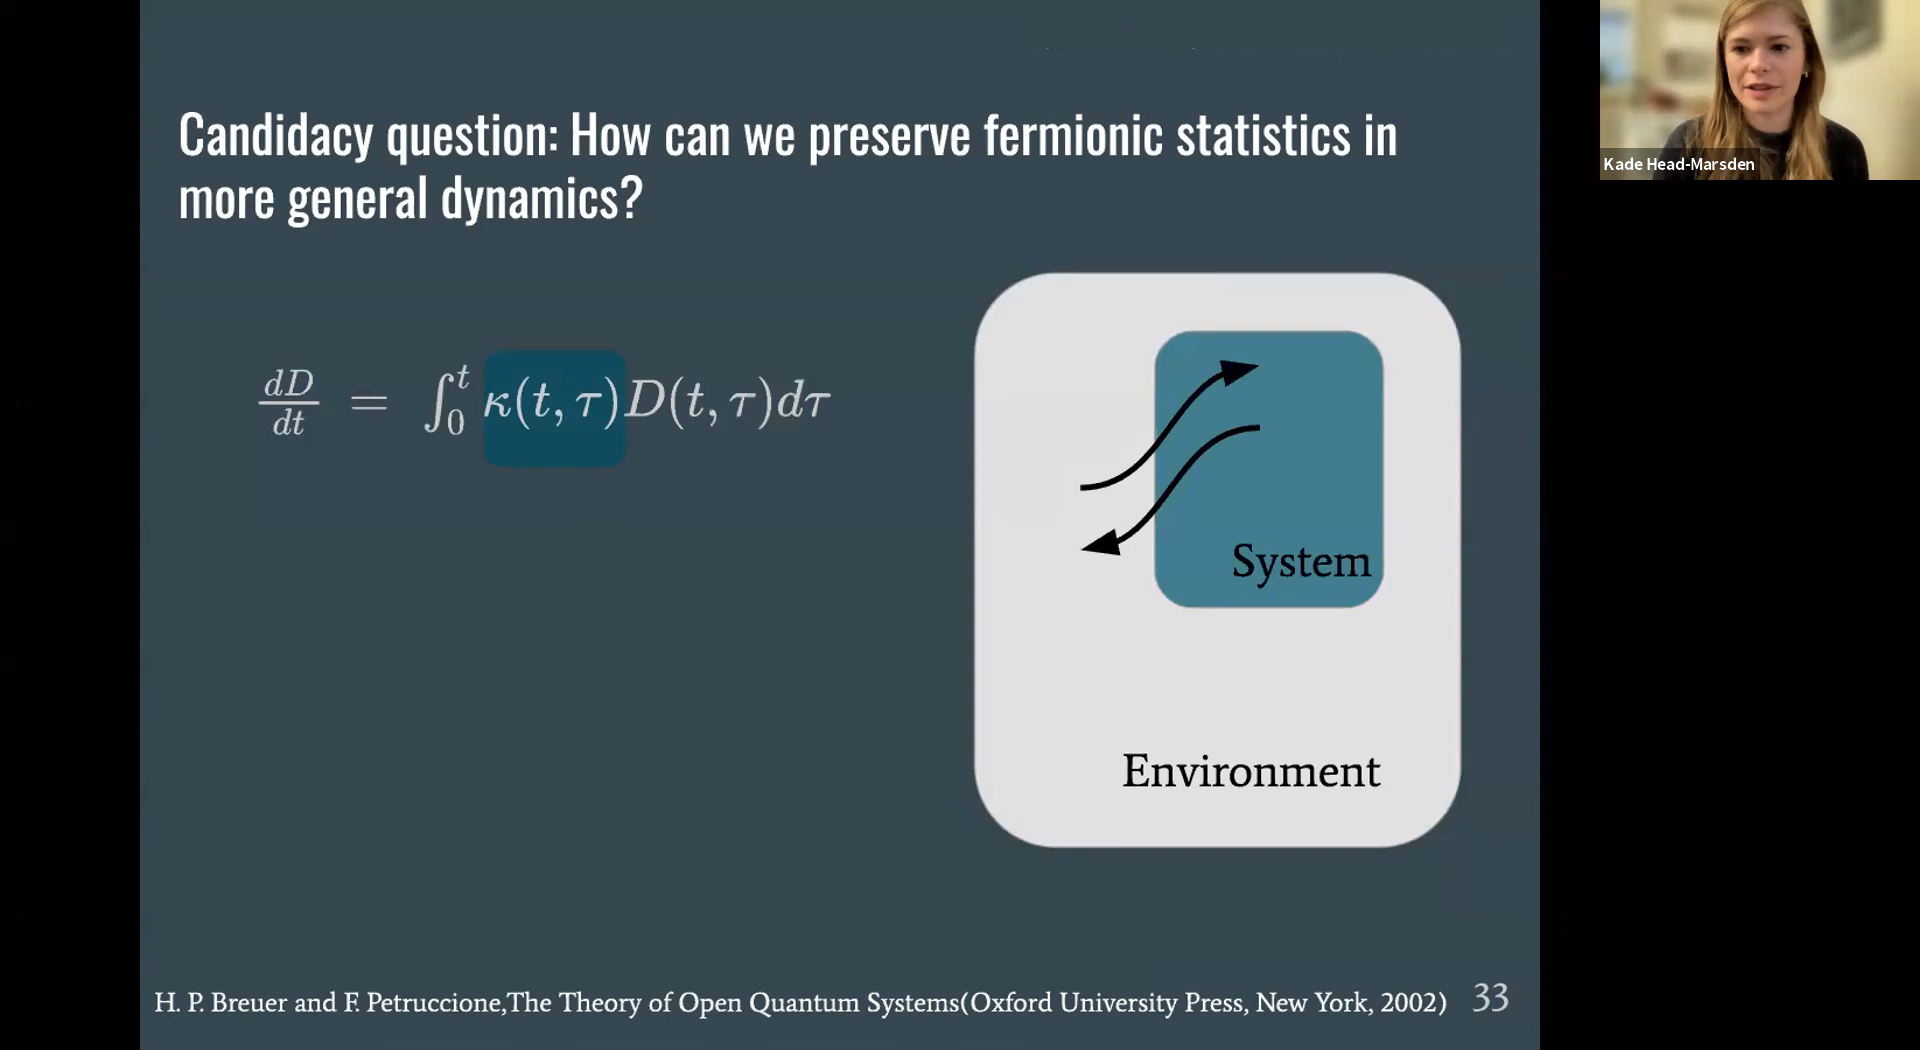 Candidacy question: How can we preserve fermionic statistics in
more general dynamics?
Kade Head-Marsden
dD/dt = ∫₀ᵗ κ(t, τ)D(t, τ)dτ
System
Environment
H. P. Breuer and F. Petruccione,The Theory of Open Quantum Systems(Oxford University Press, New York, 2002) 33